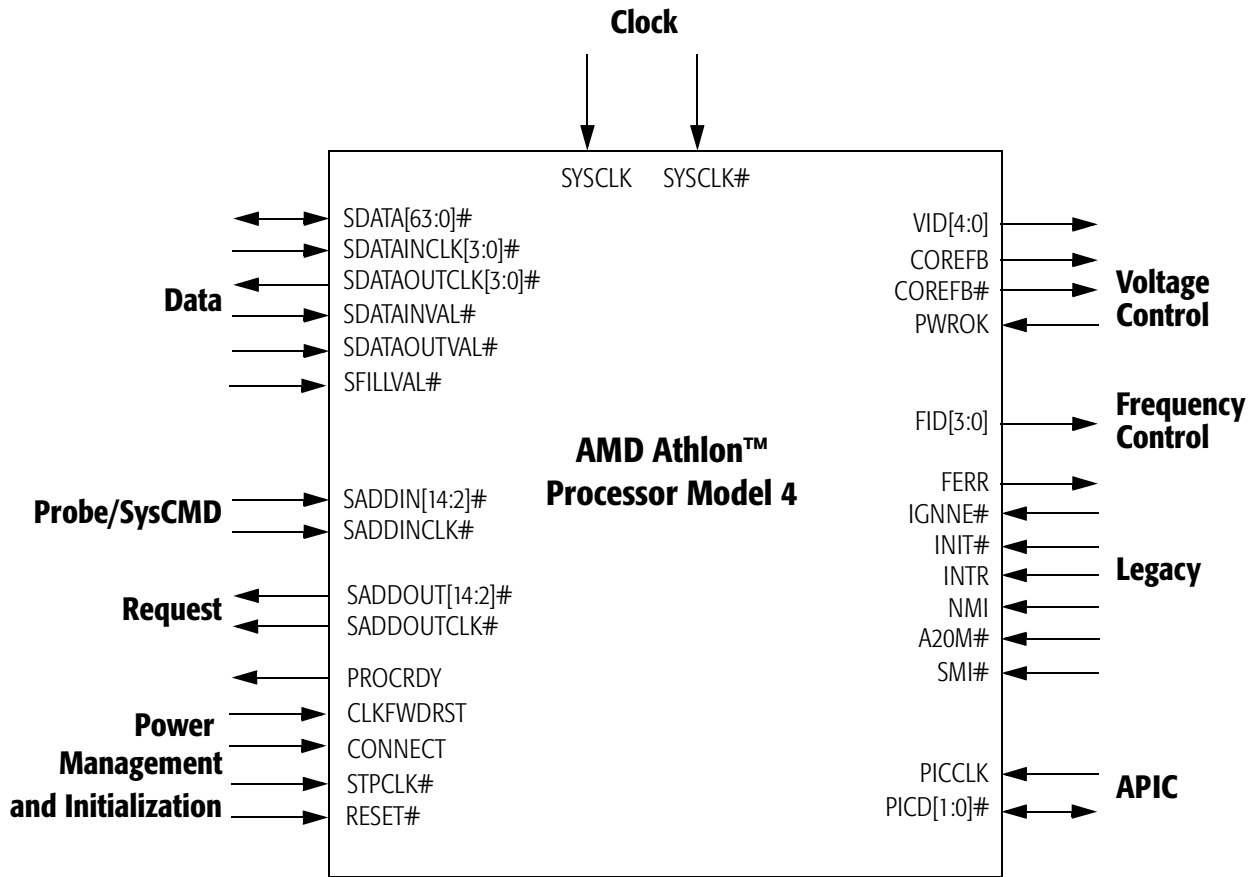 Clock
SYSCLK SYSCLK#
Data
SDATA[63:0]#
SDATAINCLK[3:0]#
SDATAOUTCLK[3:0]#
SDATAINVAL#
SDATAOUTVAL#
SFILLVAL#
Probe/SysCMD
SADDIN[14:2]#
SADDINCLK#
Request
SADDOUT[14:2]#
SADDOUTCLK#
Power
Management
and Initialization
PROCRDY
CLKFWDRST
CONNECT
STPCLK#
RESET#
AMD Athlon™
Processor Model 4
VID[4:0]
COREFB
COREFB#
PWROK
Voltage
Control
FID[3:0]
Frequency
Control
FERR
IGNNE#
INIT#
INTR
NMI
A20M#
SMI#
Legacy
PICCLK
PICD[1:0]#
APIC